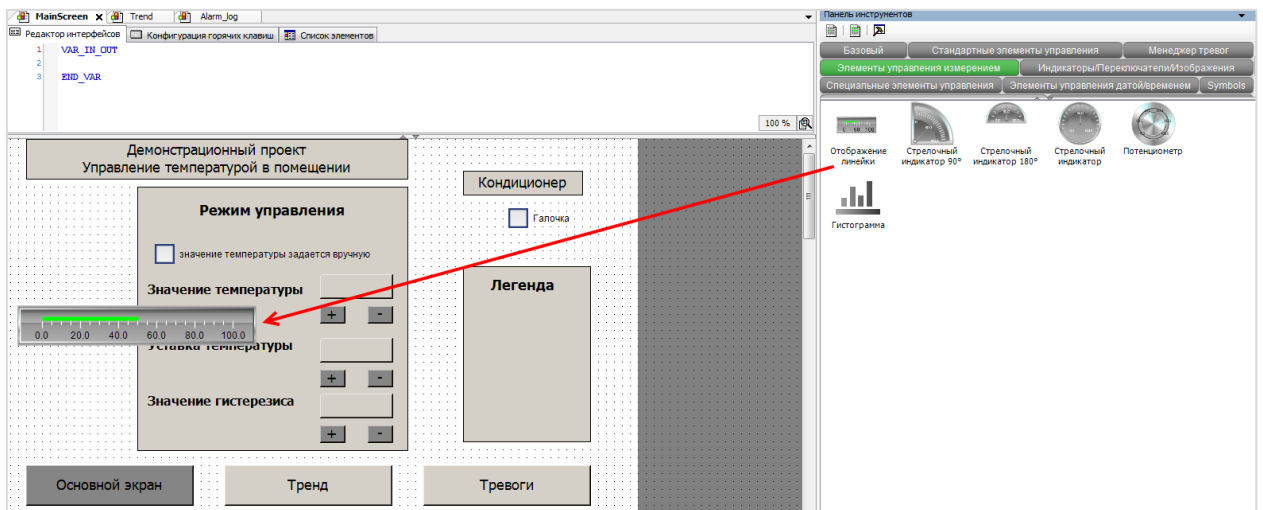 MainScreen X Trend Alarm_log
Редактор интерфейсов Конфигурация горячих клавиш Список элементов
1 VAR_IN_OUT
2
3 END_VAR
100 %
Демонстрационный проект
Управление температурой в помещении
Кондиционер
Режим управления
Галочка
значение температуры задается вручную
Значение температуры
Легенда
+ -
0.0 20.0 40.0 60.0 80.0 100.0
Уставка температуры
+ -
Значение гистерезиса
+ -
Основной экран Тренд Тревоги
Панель инструментов
Базовый Стандартные элементы управления Менеджер тревог
Элементы управления измерением Индикаторы/Переключатели/Изображения
Специальные элементы управления Элементы управления датой/временем Symbols
Отображение линейки
Стрелочный индикатор 90°
Стрелочный индикатор 180°
Стрелочный индикатор
Потенциометр
Гистограмма